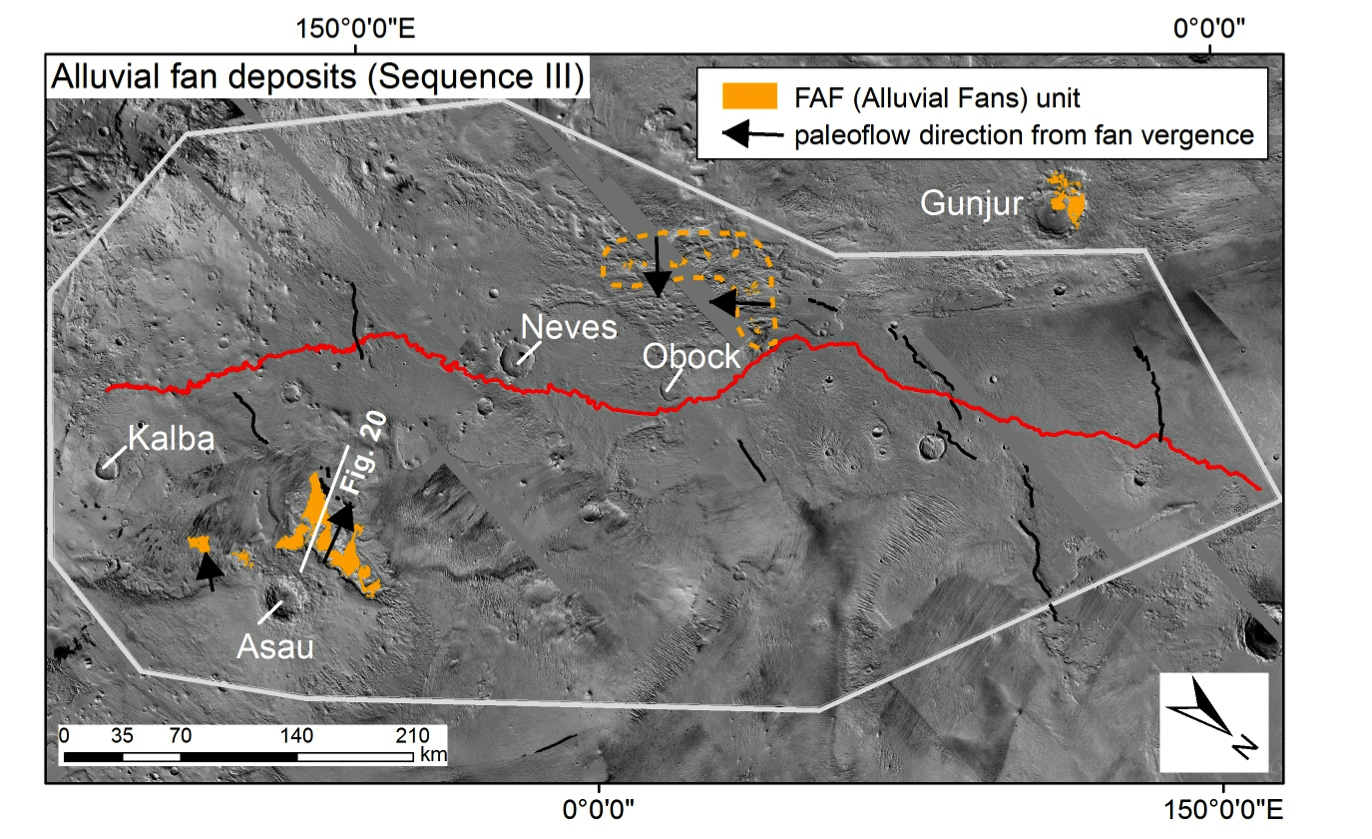 150°0'0"E
0°0'0"
Alluvial fan deposits (Sequence III)
FAF (Alluvial Fans) unit
paleoflow direction from fan vergence
Gunjur
Neves
Obock
Kalba
Fig. 20
Asau
0 35 70 140 210
km
N
0°0'0"
150°0'0"E